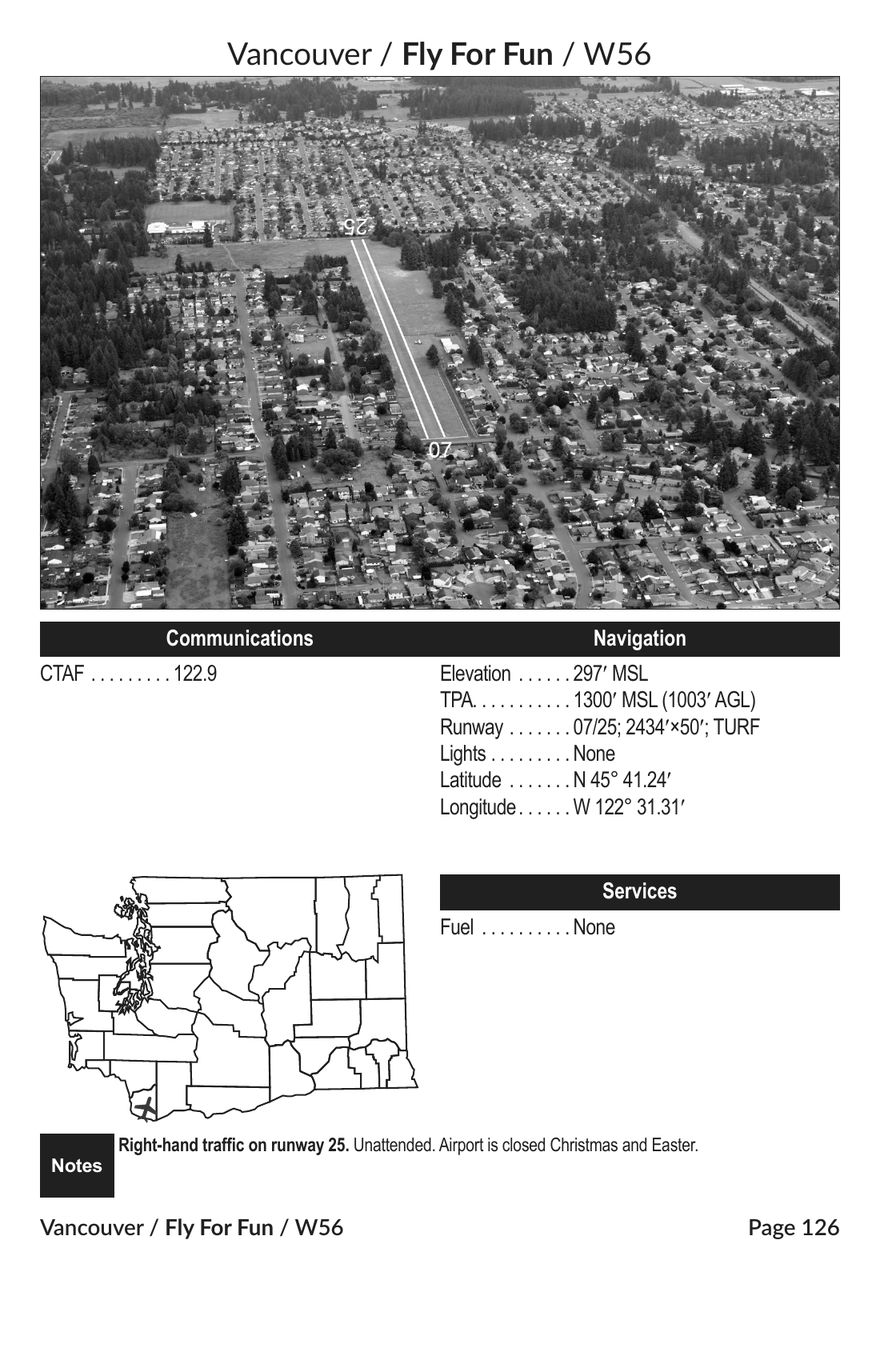 Vancouver / Fly For Fun / W56
25
07
Communications
CTAF . . . . . . . . . 122.9
Navigation
Elevation . . . . . . 297′ MSL
TPA. . . . . . . . . . . 1300′ MSL (1003′ AGL)
Runway . . . . . . . 07/25; 2434′×50′; TURF
Lights . . . . . . . . . None
Latitude . . . . . . . N 45° 41.24′
Longitude . . . . . . W 122° 31.31′
Services
Fuel . . . . . . . . . . None
Notes
Right-hand traffic on runway 25. Unattended. Airport is closed Christmas and Easter.
Vancouver / Fly For Fun / W56
Page 126